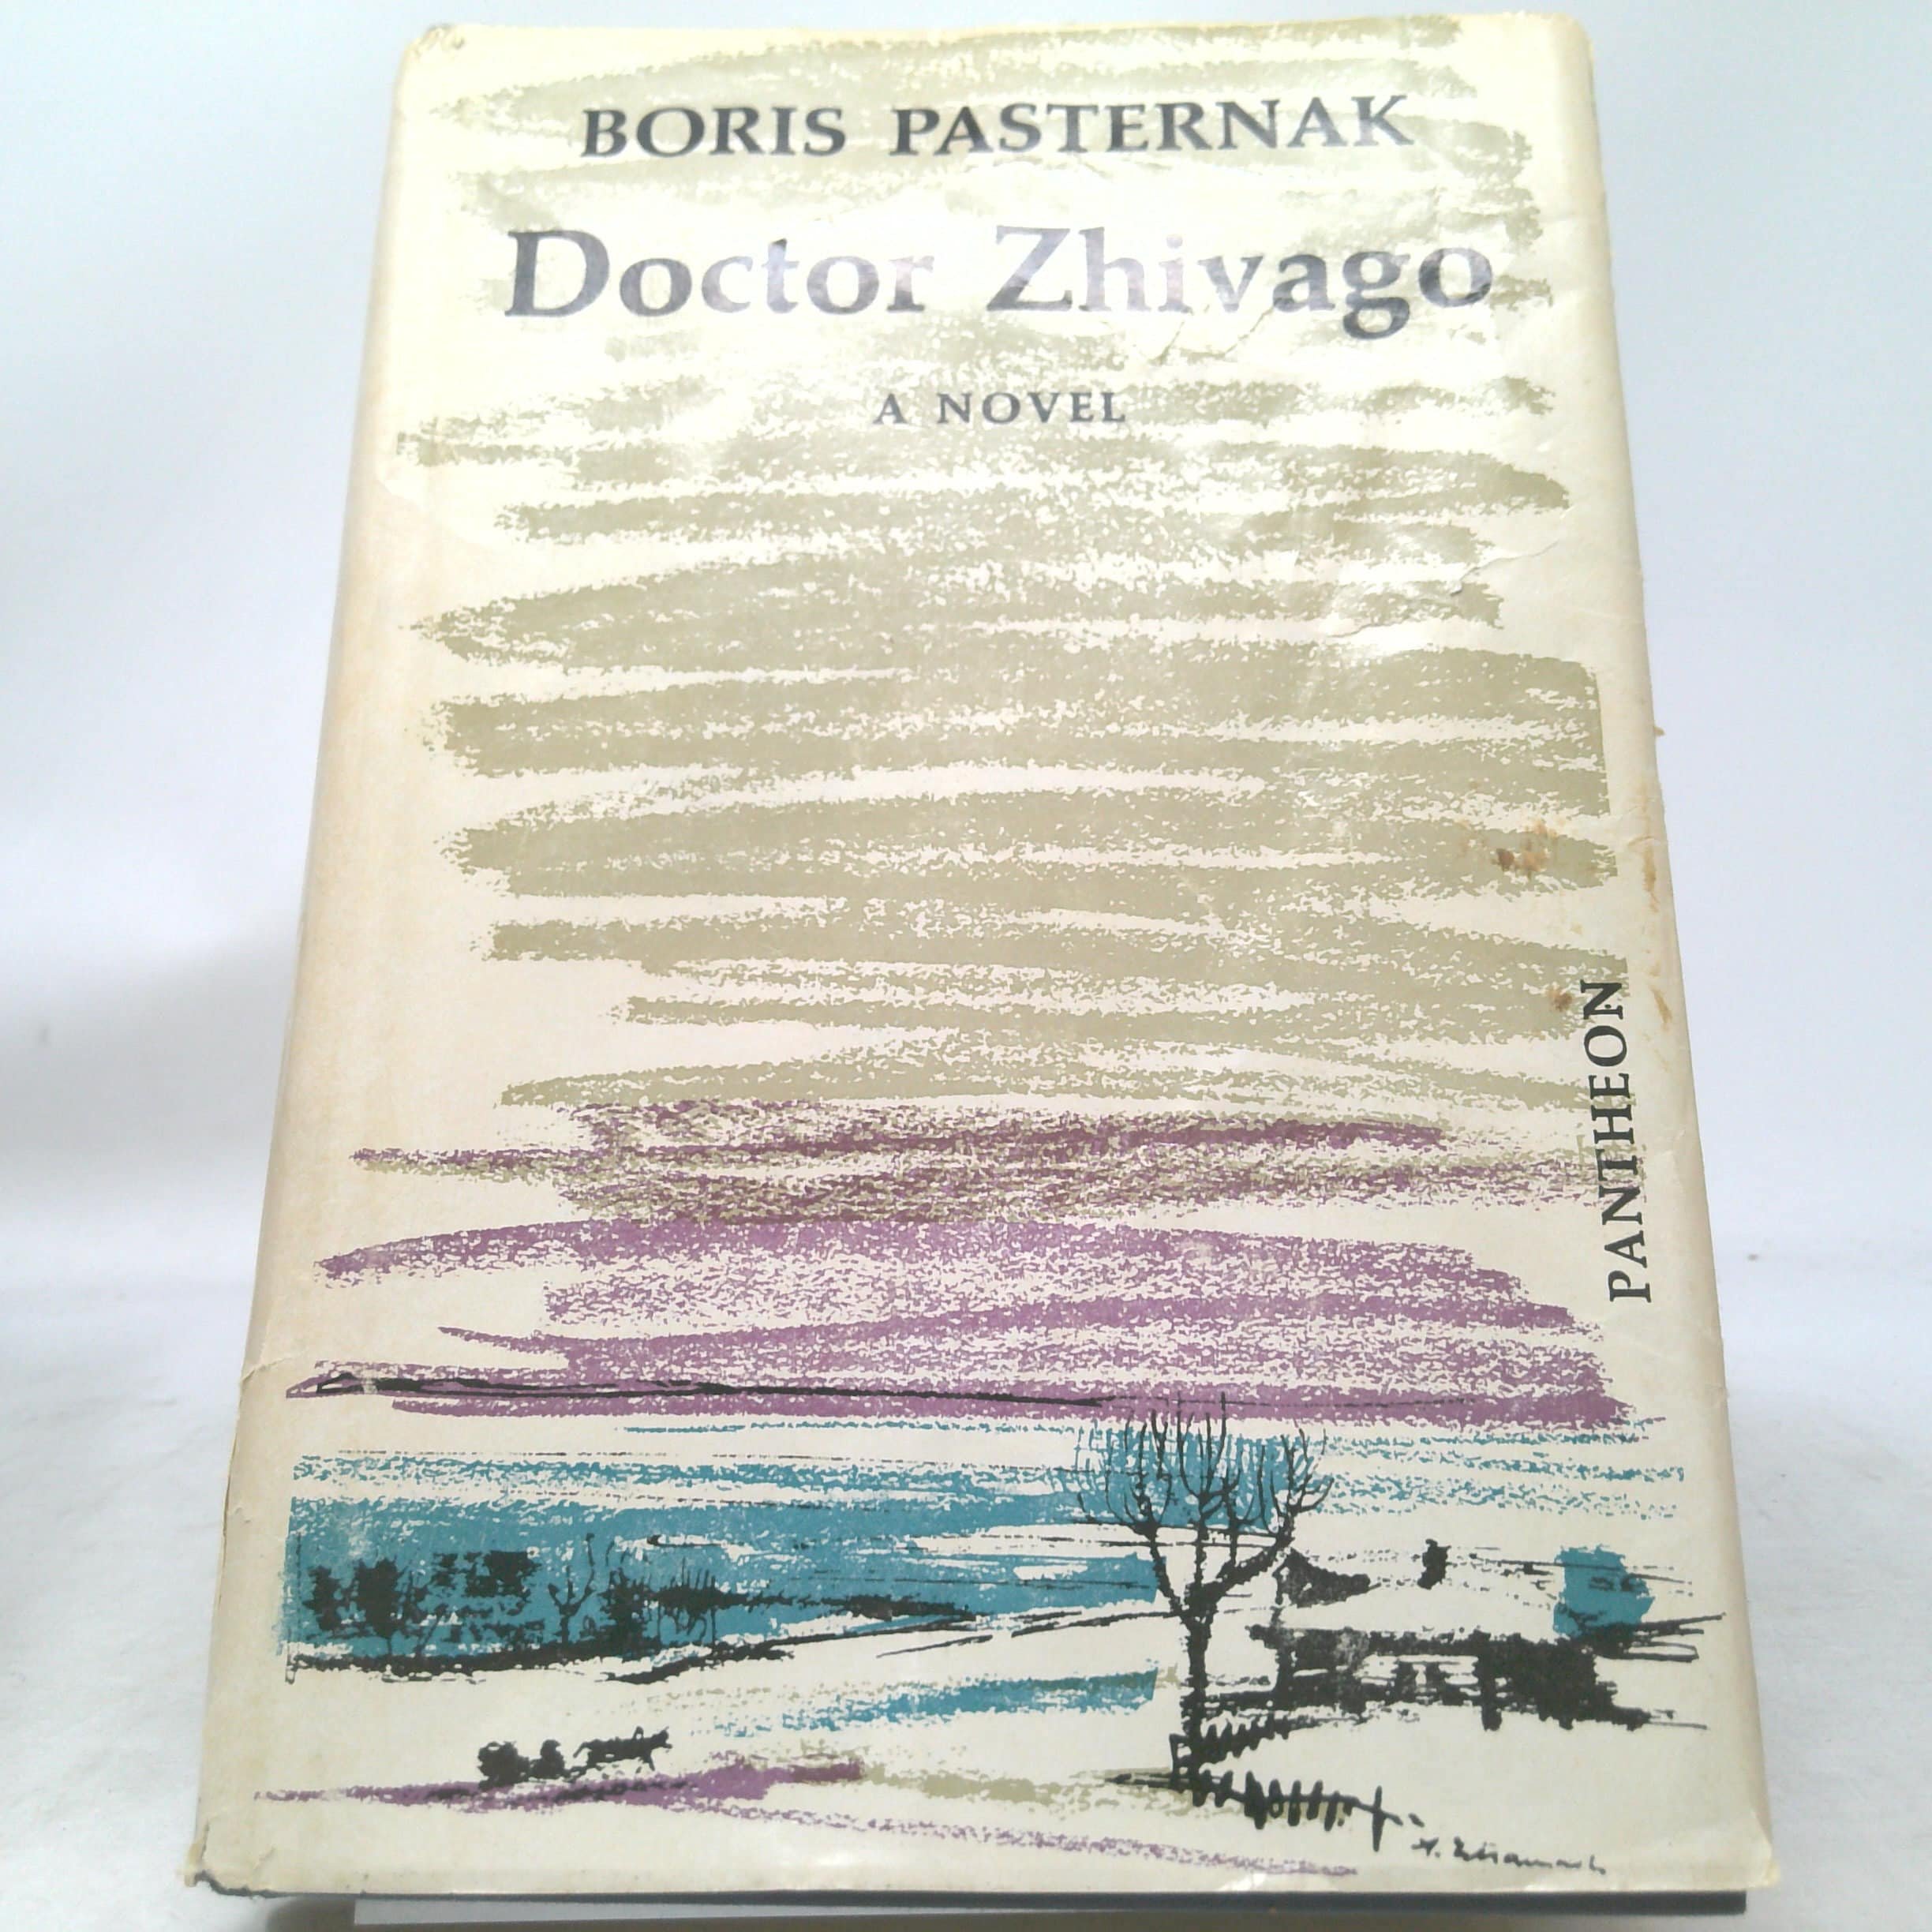 BORIS PASTERNAK
Doctor Zhivago
A NOVEL
PANTHEON